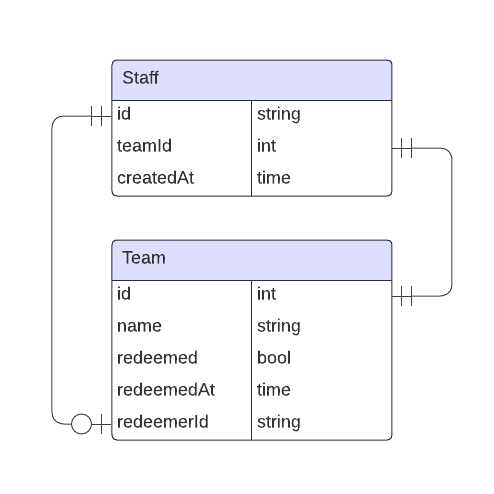 Staff
id string
teamId int
createdAt time
Team
id int
name string
redeemed bool
redeemedAt time
redeemerId string